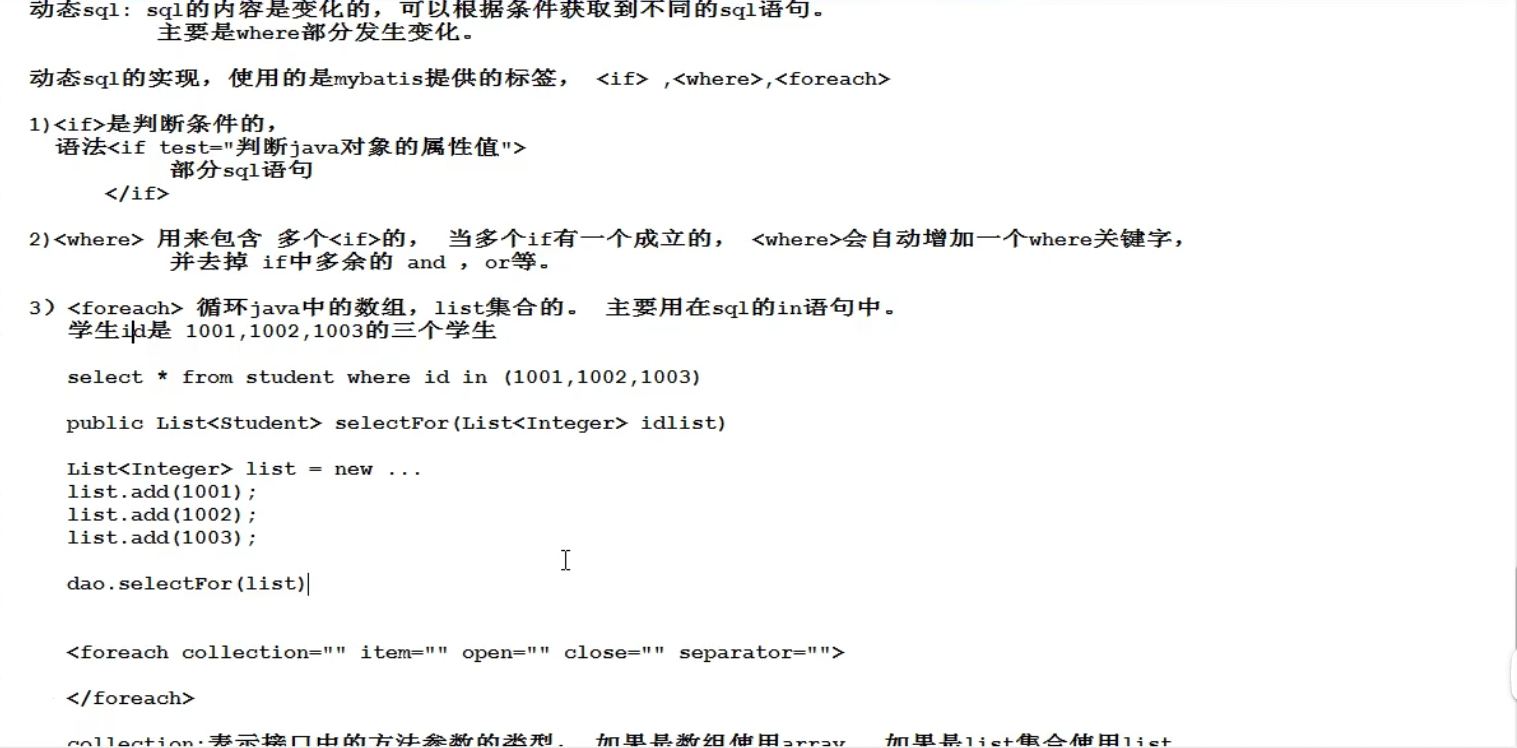 动态sql: sql的内容是变化的，可以根据条件获取到不同的sql语句。
主要是where部分发生变化。
动态sql的实现，使用的是mybatis提供的标签， <if> ,<where>,<foreach>
1)<if>是判断条件的，
语法<if test="判断java对象的属性值">
部分sql语句
</if>
2)<where> 用来包含 多个<if>的， 当多个if有一个成立的， <where>会自动增加一个where关键字，
并去掉 if中多余的 and ，or等。
3）<foreach> 循环java中的数组，list集合的。 主要用在sql的in语句中。
学生id是 1001,1002,1003的三个学生
select * from student where id in (1001,1002,1003)
public List<Student> selectFor(List<Integer> idlist)
List<Integer> list = new ...
list.add(1001);
list.add(1002);
list.add(1003);
dao.selectFor(list)
<foreach collection="" item="" open="" close="" separator="">
</foreach>
collection:表示接口中的方法参数的类型， 如果是数组使用array ，如果是list集合使用list